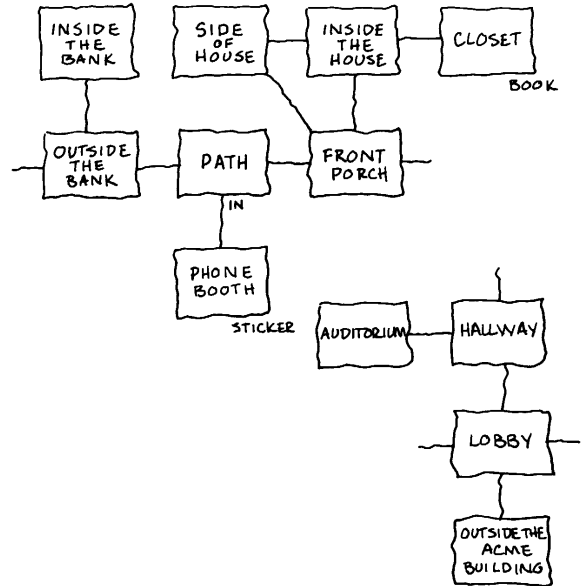 INSIDE
THE
BANK
SIDE
OF
HOUSE
INSIDE
THE
HOUSE
CLOSET
BOOK
OUTSIDE
THE
BANK
PATH
IN
FRONT
PORCH
PHONE
BOOTH
STICKER
AUDITORIUM
HALLWAY
LOBBY
OUTSIDE THE
ACME
BUILDING